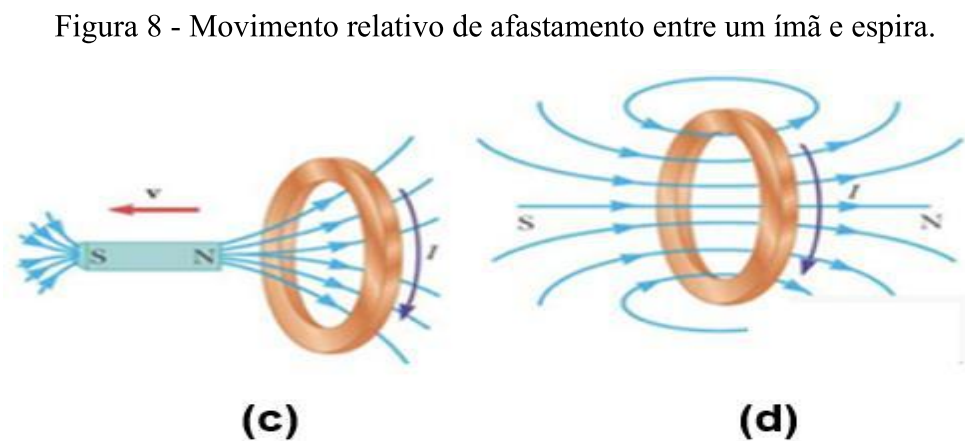 Figura 8 - Movimento relativo de afastamento entre um ímã e espira.
v
S
N
I
S
I
N
(c)
(d)